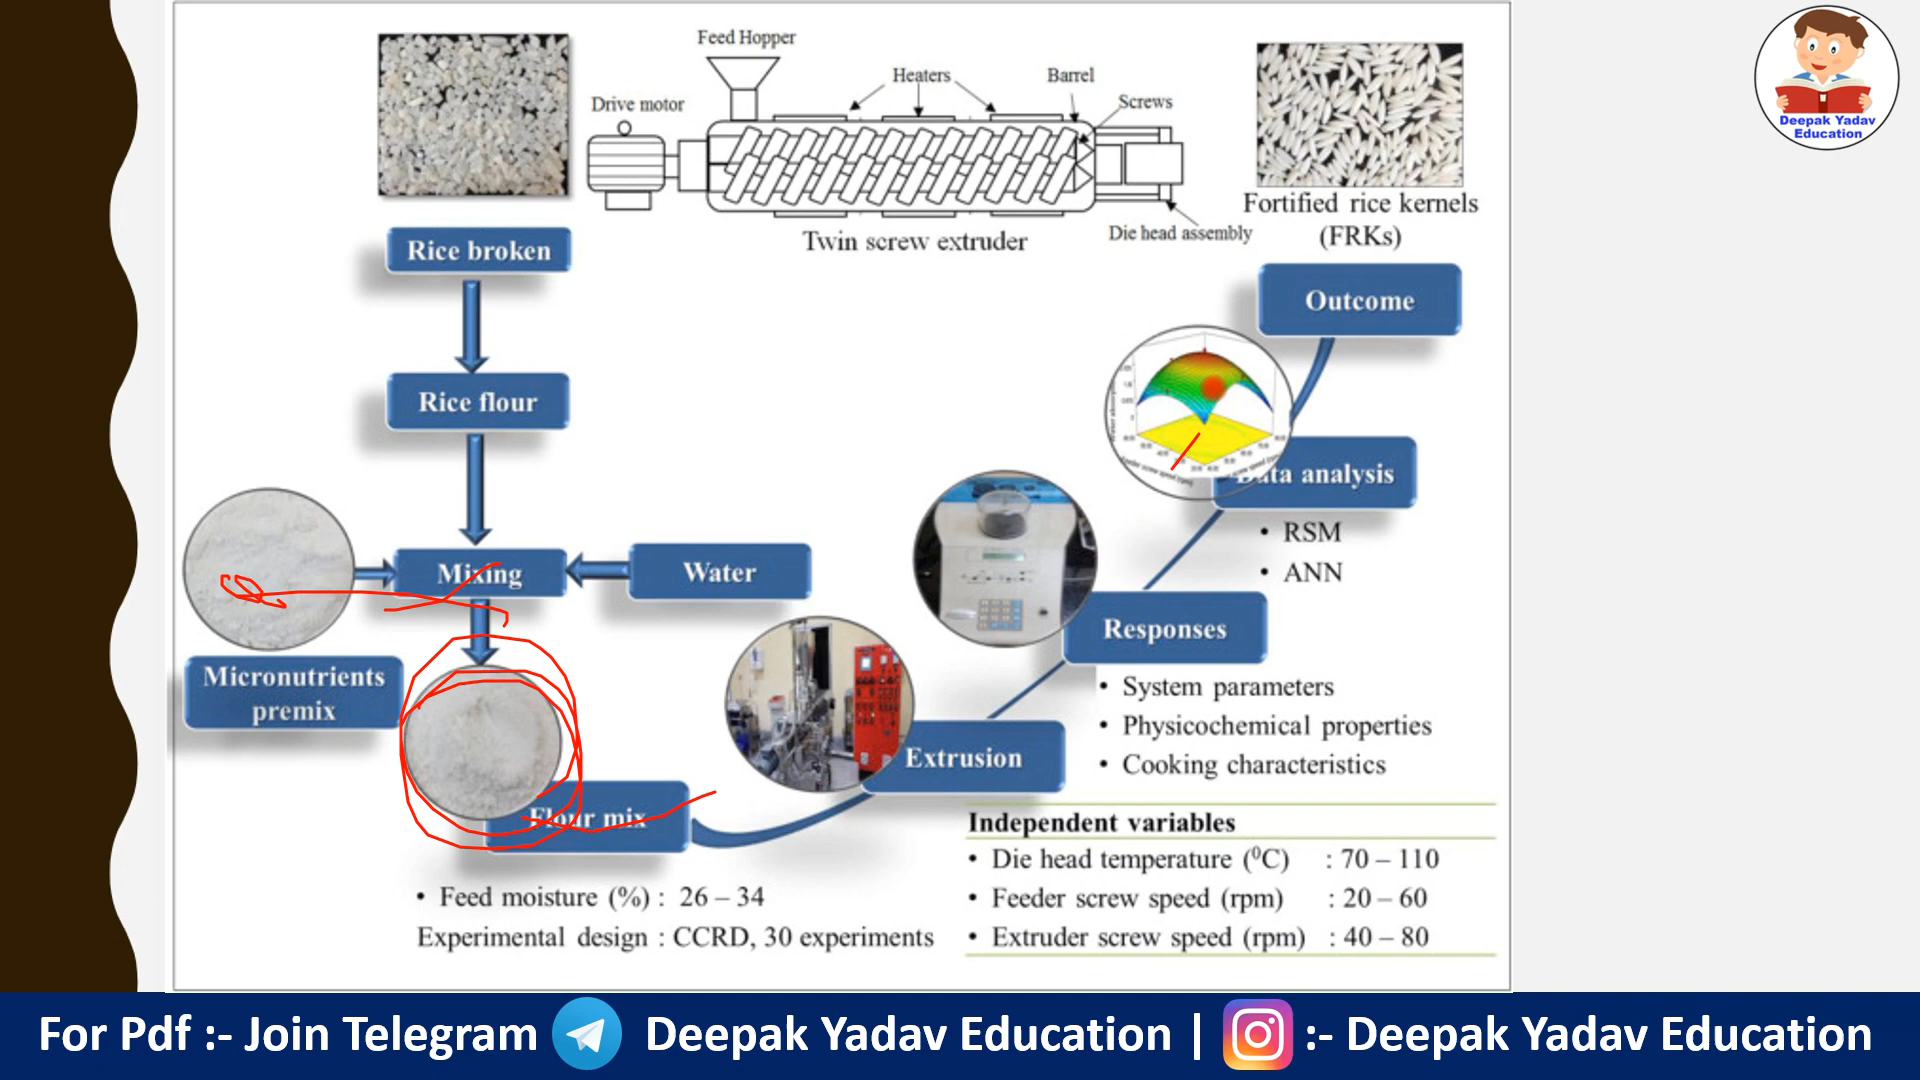 Feed Hopper
Drive motor
Heaters
Barrel
Screws
Die head assembly
Twin screw extruder
Fortified rice kernels
(FRKs)
Deepak Yadav
Education
Rice broken
Rice flour
Mixing
Water
Micronutrients
premix
Flour mix
Extrusion
Responses
analysis
Outcome
• RSM
• ANN
• System parameters
• Physicochemical properties
• Cooking characteristics
• Feed moisture (%) : 26 – 34
Experimental design : CCRD, 30 experiments
Independent variables
• Die head temperature (⁰C) : 70 – 110
• Feeder screw speed (rpm) : 20 – 60
• Extruder screw speed (rpm) : 40 – 80
For Pdf :- Join Telegram Deepak Yadav Education | :- Deepak Yadav Education